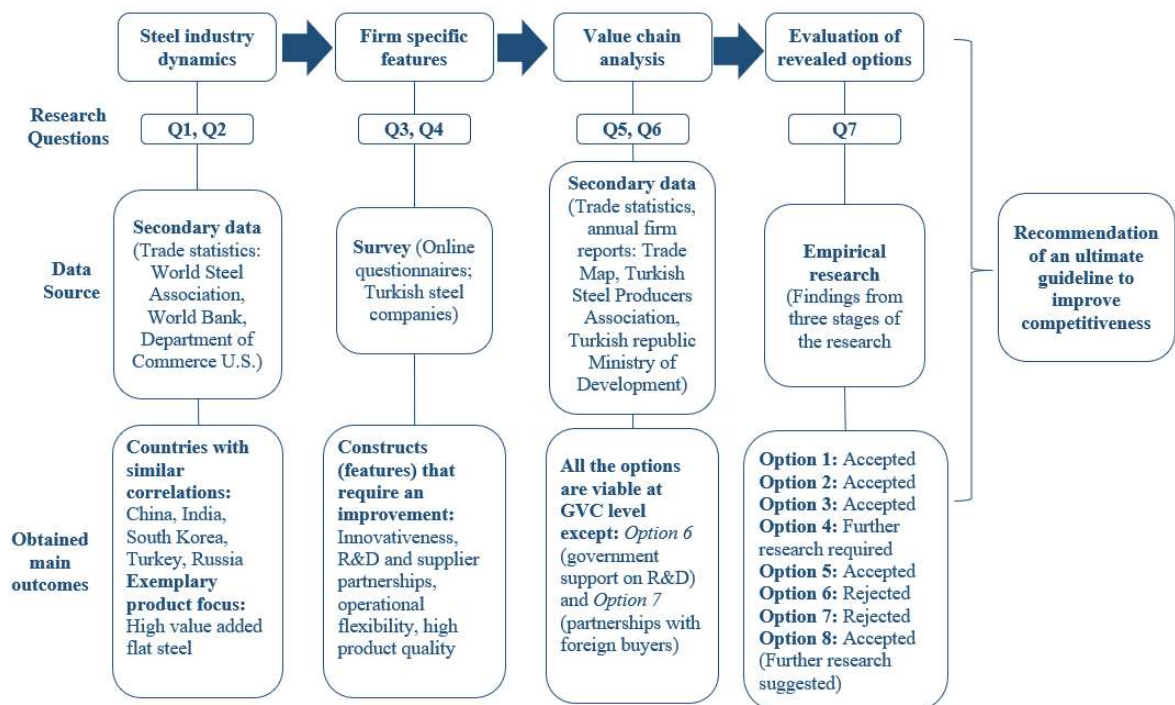 Steel industry
dynamics
Firm specific
features
Value chain
analysis
Evaluation of
revealed options
Research
Questions
Q1, Q2
Q3, Q4
Q5, Q6
Q7
Data
Source
Secondary data
(Trade statistics:
World Steel
Association,
World Bank,
Department of
Commerce U.S.)
Survey (Online
questionnaires;
Turkish steel
companies)
Secondary data
(Trade statistics,
annual firm
reports: Trade
Map, Turkish
Steel Producers
Association,
Turkish republic
Ministry of
Development)
Empirical
research
(Findings from
three stages of
the research
Recommendation
of an ultimate
guideline to
improve
competitiveness
Obtained
main
outcomes
Countries with
similar
correlations:
China, India,
South Korea,
Turkey, Russia
Exemplary
product focus:
High value added
flat steel
Constructs
(features) that
require an
improvement:
Innovativeness,
R&D and supplier
partnerships,
operational
flexibility, high
product quality
All the options
are viable at
GVC level
except: Option 6
(government
support on R&D)
and Option 7
(partnerships with
foreign buyers)
Option 1: Accepted
Option 2: Accepted
Option 3: Accepted
Option 4: Further
research required
Option 5: Accepted
Option 6: Rejected
Option 7: Rejected
Option 8: Accepted
(Further research
suggested)